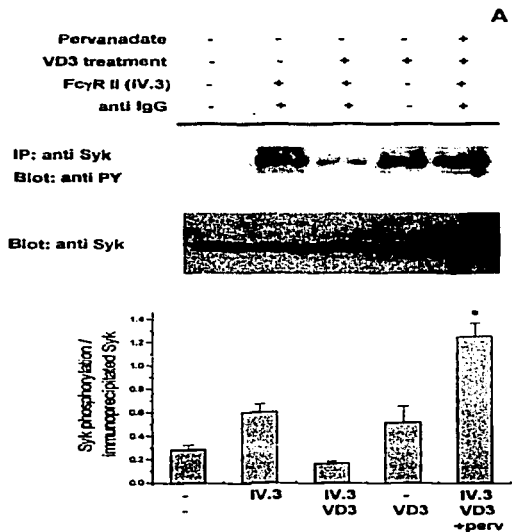 A
Pervanadate - - - - +
VD3 treatment - - + + +
FcγR II (IV.3) - + + - +
anti IgG - + + - +
IP: anti Syk
Blot: anti PY
Blot: anti Syk
Syk phosphorylation /
immunoprecipitated Syk
1.4
1.2
1.0
0.8
0.6
0.4
0.2
0.0
*
- IV.3 IV.3 - IV.3
- VD3 VD3 VD3
+perv